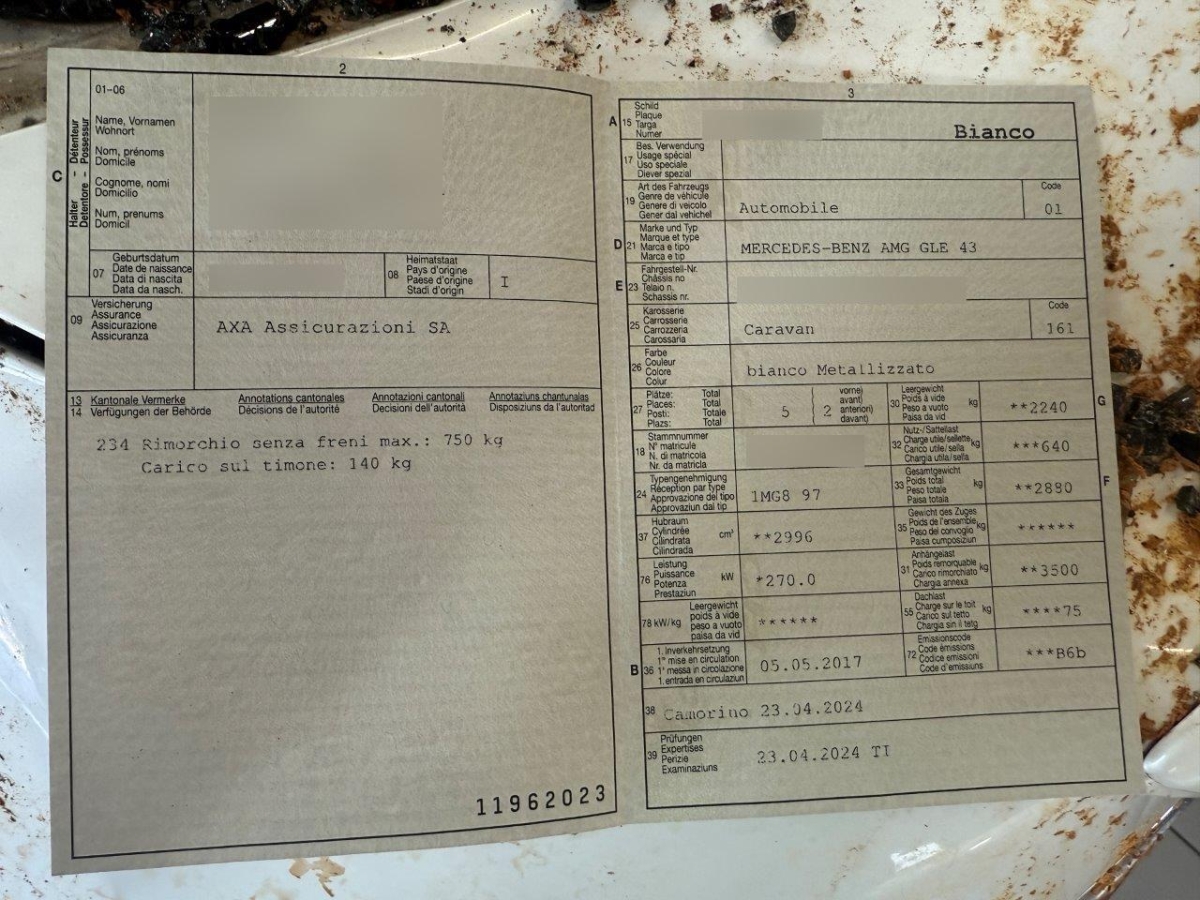 2
01-06
Halter – Détenteur
Detentore – Possessur
C
Name, Vornamen
Wohnort
Nom, prénoms
Domicile
Cognome, nomi
Domicilio
Num, prenums
Domicil
07
Geburtsdatum
Date de naissance
Data di nascita
Data da nasch.
08
Heimatstaat
Pays d'origine
Paese d'origine
Stadi d'origin
I
09
Versicherung
Assurance
Assicurazione
Assicuranza
AXA Assicurazioni SA
13 Kantonale Vermerke Annotations cantonales Annotazioni cantonali Annotaziuns chantunalas
14 Verfügungen der Behörde Décisions de l'autorité Decisioni dell'autorità Disposiziuns da l'autoritad
234 Rimorchio senza freni max.: 750 kg
Carico sul timone: 140 kg
11962023
3
A 15
Schild
Plaque
Targa
Numer
Bianco
17
Bes. Verwendung
Usage spécial
Uso speciale
Diever spezial
19
Art des Fahrzeugs
Genre de véhicule
Genere di veicolo
Gener dal vehichel
Automobile
Code
01
D 21
Marke und Typ
Marque et type
Marca e tipo
Marca e tip
MERCEDES-BENZ AMG GLE 43
E 23
Fahrgestell-Nr.
Châssis no
Telaio n.
Schassis nr.
25
Karosserie
Carrosserie
Carrozzeria
Carossaria
Caravan
Code
161
26
Farbe
Couleur
Colore
Colur
bianco Metallizzato
27
Plätze: Total
Places: Total
Posti: Totale
Plazs: Total
5
2
vorne)
avant)
anteriori)
davant)
G
30
Leergewicht
Poids à vide
Peso a vuoto
Paisa da vid
kg
**2240
18
Stammnummer
N° matricule
N. di matricola
Nr. da matricla
32
Nutz-/Sattellast
Charge utile/sellette
Carico utile/sella
Chargia utila/sella
kg
***640
24
Typengenehmigung
Réception par type
Approvazione del tipo
Approvaziun dal tip
1MG8 97
F
33
Gesamtgewicht
Poids total
Peso totale
Paisa totala
kg
**2880
37
Hubraum
Cylindrée
Cilindrata
Cilindrada
cm³
**2996
35
Gewicht des Zuges
Poids de l'ensemble
Peso del convoglio
Paisa cumposiziun
kg
******
76
Leistung
Puissance
Potenza
Prestaziun
kW
*270.0
31
Anhängelast
Poids remorquable
Carico rimorchiato
Chargia annexa
kg
**3500
78 kW/kg
Leergewicht
poids à vide
peso a vuoto
paisa da vid
******
55
Dachlast
Charge sur le toit
Carico sul tetto
Chargia sin il tetg
kg
****75
B 36
1. Inverkehrsetzung
1re mise en circulation
1a messa in circolazione
1. entrada en circulaziun
05.05.2017
72
Emissionscode
Code émissions
Codice emissioni
Code d'emissiuns
***B6b
38
Camorino 23.04.2024
39
Prüfungen
Expertises
Perizie
Examinaziuns
23.04.2024 TI